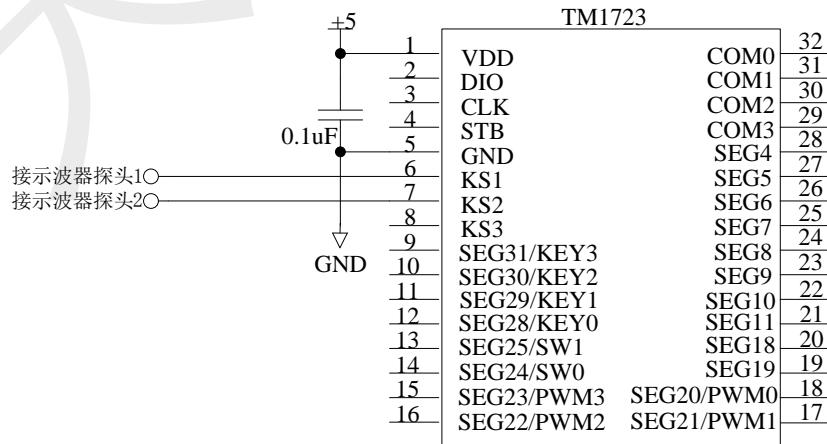 TM1723
+5
1 VDD COM0 32
2 DIO COM1 31
3 CLK COM2 30
4 STB COM3 29
0.1uF
5 GND SEG4 28
接示波器探头1 6 KS1 SEG5 27
接示波器探头2 7 KS2 SEG6 26
8 KS3 SEG7 25
9 SEG31/KEY3 SEG8 24
GND
10 SEG30/KEY2 SEG9 23
11 SEG29/KEY1 SEG10 22
12 SEG28/KEY0 SEG11 21
13 SEG25/SW1 SEG18 20
14 SEG24/SW0 SEG19 19
15 SEG23/PWM3 SEG20/PWM0 18
16 SEG22/PWM2 SEG21/PWM1 17